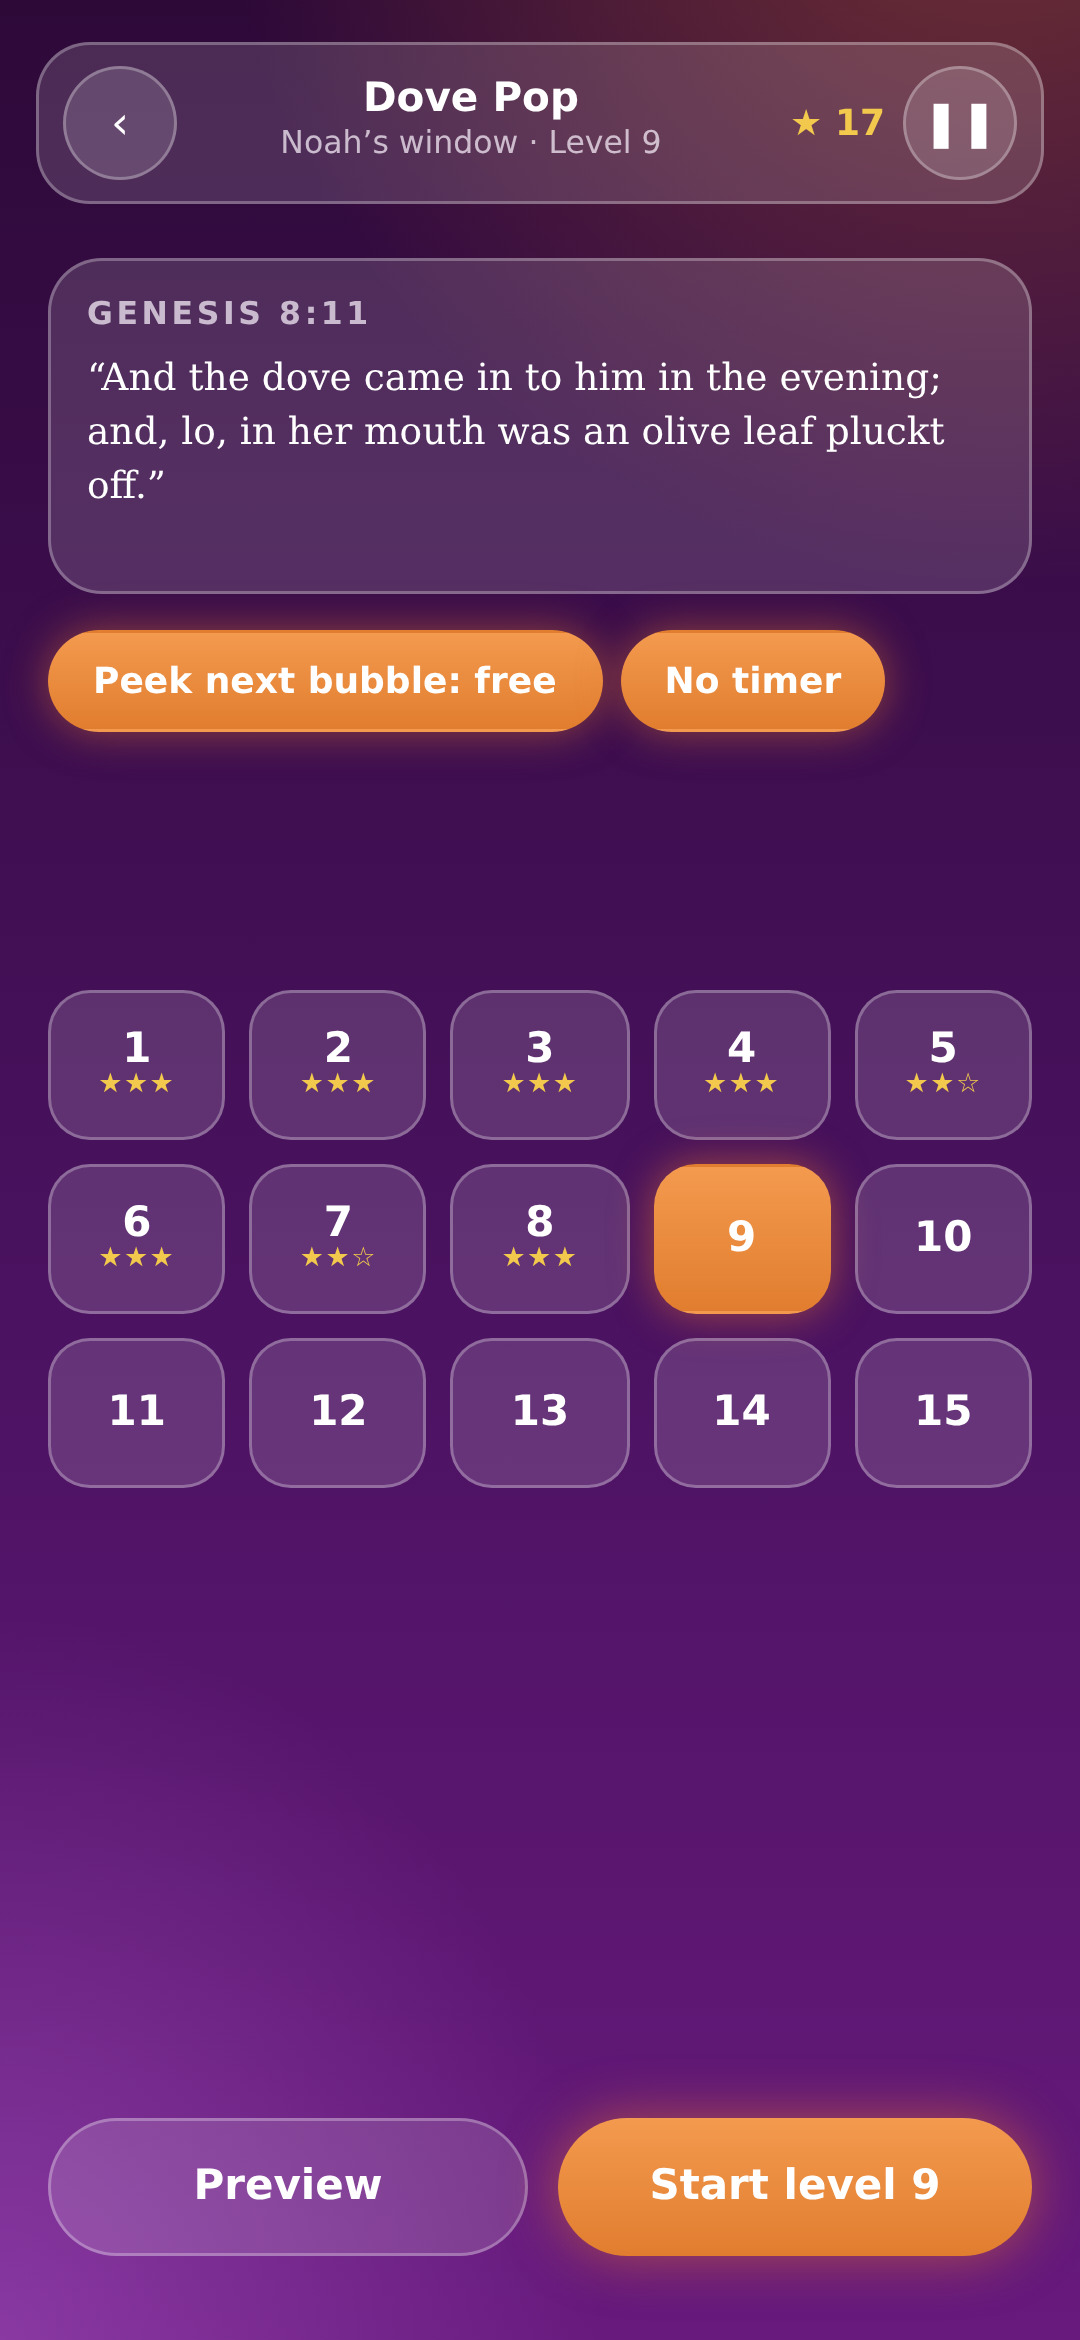 ‹
Dove Pop
Noah’s window · Level 9
★ 17
❚❚
GENESIS 8:11
“And the dove came in to him in the evening;
and, lo, in her mouth was an olive leaf pluckt
off.”
Peek next bubble: free
No timer
1 2 3 4 5
★★★ ★★★ ★★★ ★★★ ★★☆
6 7 8 9 10
★★★ ★★☆ ★★★
11 12 13 14 15
Preview
Start level 9